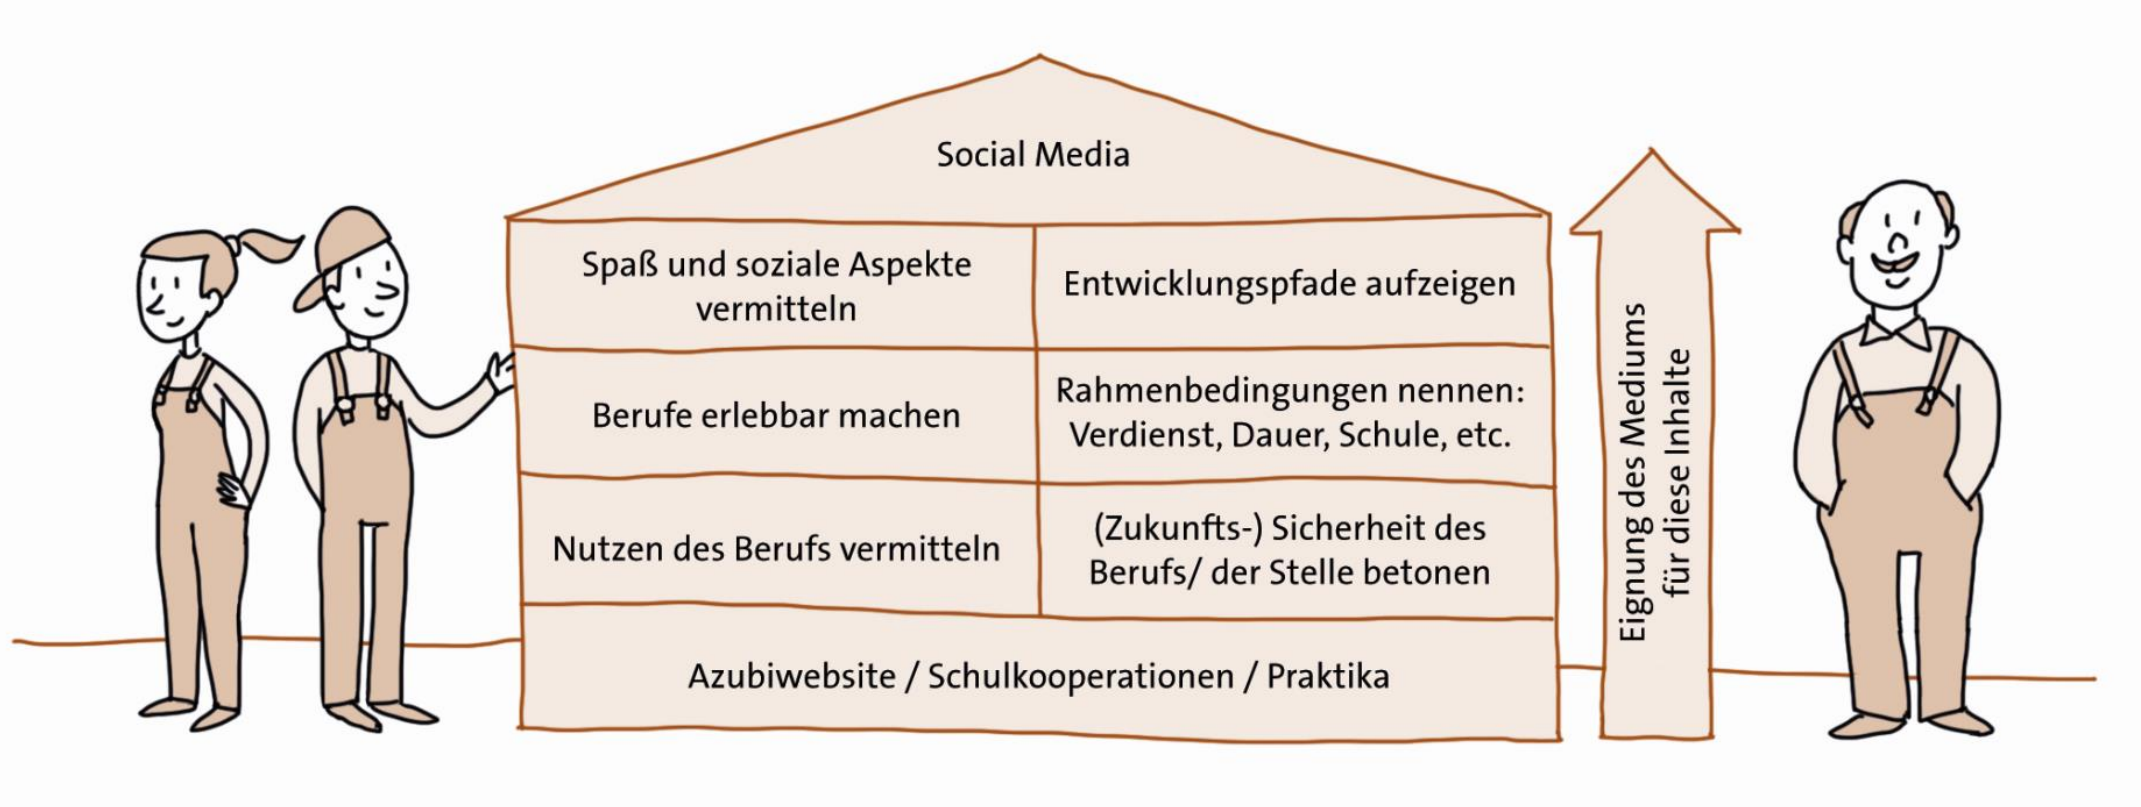 Social Media
Spaß und soziale Aspekte
vermitteln
Entwicklungspfade aufzeigen
Berufe erlebbar machen
Rahmenbedingungen nennen:
Verdienst, Dauer, Schule, etc.
Nutzen des Berufs vermitteln
(Zukunfts-) Sicherheit des
Berufs/ der Stelle betonen
Azubiwebsite / Schulkooperationen / Praktika
Eignung des Mediums
für diese Inhalte